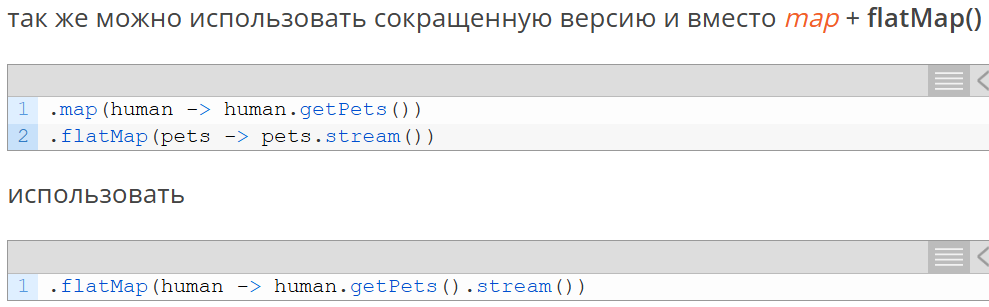 так же можно использовать сокращенную версию и вместо map + flatMap()
1 .map(human -> human.getPets())
2 .flatMap(pets -> pets.stream())
использовать
1 .flatMap(human -> human.getPets().stream())